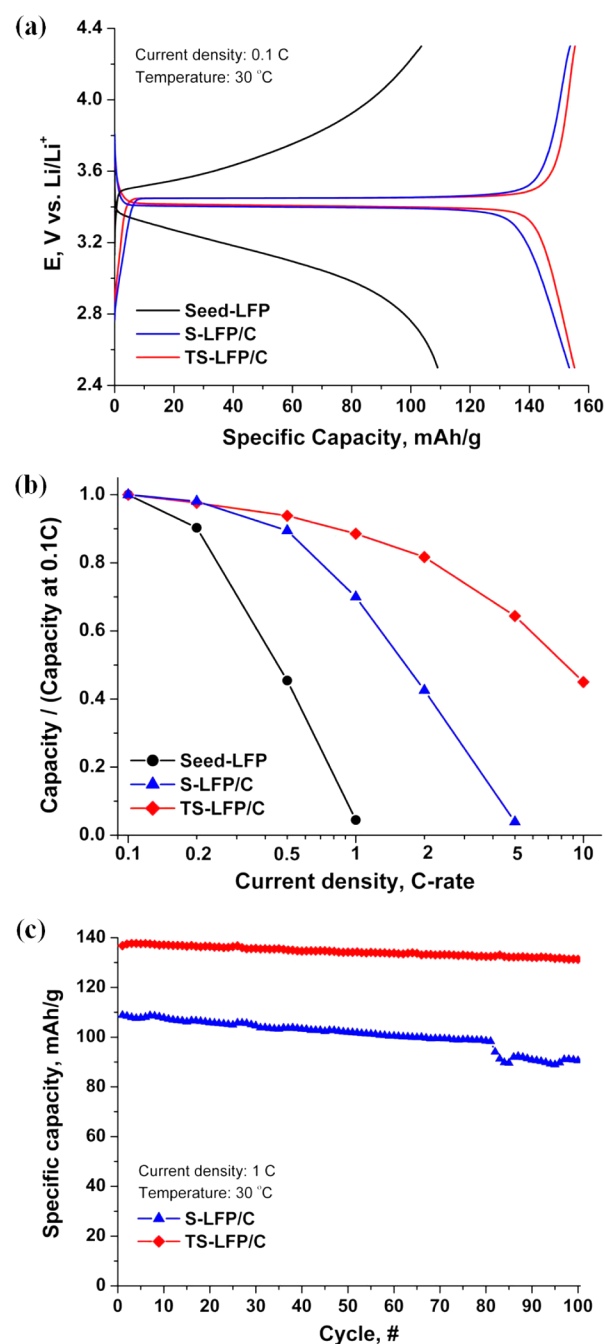 (a)
4.4
4.0
3.6
3.2
2.8
2.4
E, V vs. Li/Li⁺
Current density: 0.1 C
Temperature: 30 °C
Seed-LFP
S-LFP/C
TS-LFP/C
0 20 40 60 80 100 120 140 160
Specific Capacity, mAh/g
(b)
1.0
0.8
0.6
0.4
0.2
0.0
Capacity / (Capacity at 0.1C)
Seed-LFP
S-LFP/C
TS-LFP/C
0.1 0.2 0.5 1 2 5 10
Current density, C-rate
(c)
140
120
100
80
60
40
20
0
Specific capacity, mAh/g
Current density: 1 C
Temperature: 30 °C
S-LFP/C
TS-LFP/C
0 10 20 30 40 50 60 70 80 90 100
Cycle, #